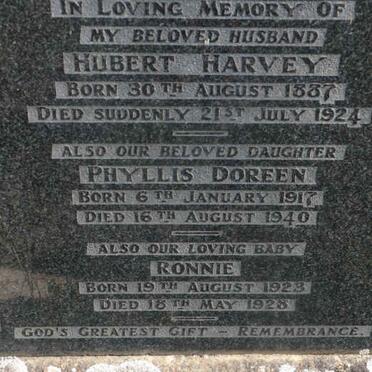 IN LOVING MEMORY OF
MY BELOVED HUSBAND
HUBERT HARVEY
BORN 30TH AUGUST 1887
DIED SUDDENLY 21ST JULY 1924
ALSO OUR BELOVED DAUGHTER
PHYLLIS DOREEN
BORN 6TH JANUARY 1917
DIED 16TH AUGUST 1940
ALSO OUR LOVING BABY
RONNIE
BORN 19TH AUGUST 1923
DIED 18TH MAY 1928
GOD'S GREATEST GIFT – REMEMBRANCE.